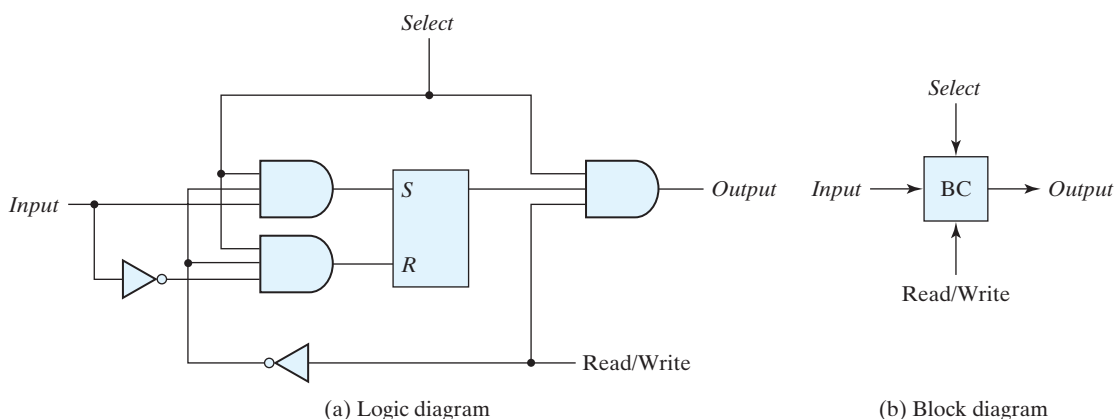 Select
Input
S
R
Output
Read/Write
(a) Logic diagram
Select
Input
BC
Output
Read/Write
(b) Block diagram